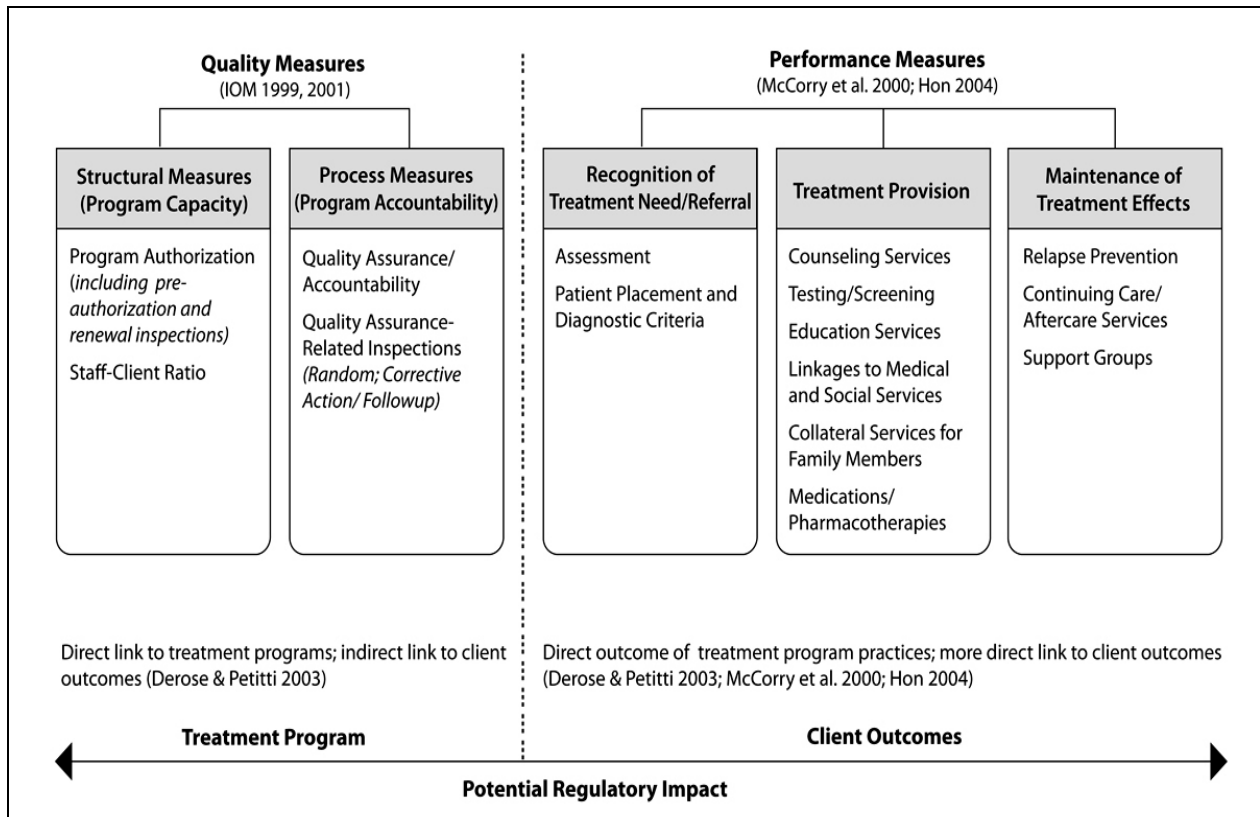 Quality Measures
(IOM 1999, 2001)
Performance Measures
(McCorry et al. 2000; Hon 2004)
Structural Measures
(Program Capacity)
Program Authorization
(including pre-
authorization and
renewal inspections)
Staff-Client Ratio
Process Measures
(Program Accountability)
Quality Assurance/
Accountability
Quality Assurance-
Related Inspections
(Random; Corrective
Action/ Followup)
Recognition of
Treatment Need/Referral
Assessment
Patient Placement and
Diagnostic Criteria
Treatment Provision
Counseling Services
Testing/Screening
Education Services
Linkages to Medical
and Social Services
Collateral Services for
Family Members
Medications/
Pharmacotherapies
Maintenance of
Treatment Effects
Relapse Prevention
Continuing Care/
Aftercare Services
Support Groups
Direct link to treatment programs; indirect link to client
outcomes (Derose & Petitti 2003)
Direct outcome of treatment program practices; more direct link to client outcomes
(Derose & Petitti 2003; McCorry et al. 2000; Hon 2004)
Treatment Program
Client Outcomes
Potential Regulatory Impact